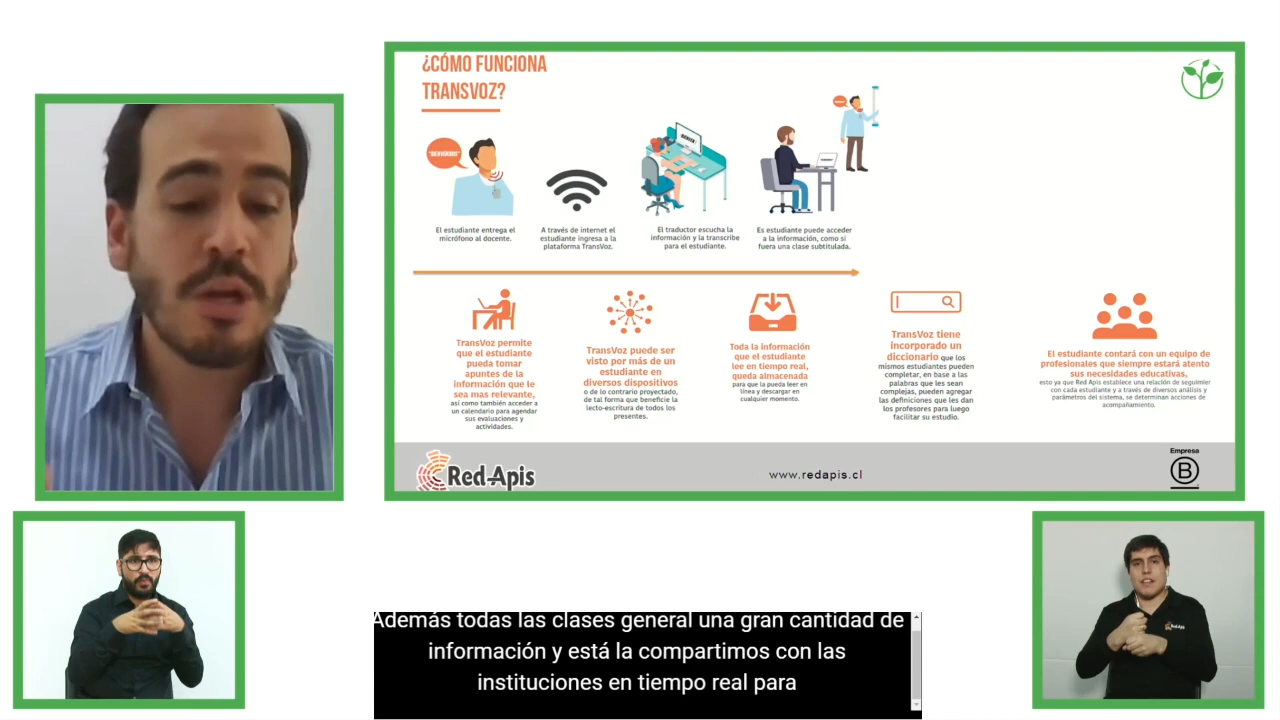 ¿CÓMO FUNCIONA
TRANSVOZ?
"BIENVENIDOS"
El estudiante entrega el
micrófono al docente.
A través de internet el
estudiante ingresa a la
plataforma TransVoz.
El traductor escucha la
información y la transcribe
para el estudiante.
Es estudiante puede acceder
a la información, como si
fuera una clase subtitulada.
TransVoz permite
que el estudiante
pueda tomar
apuntes de la
información que le
sea mas relevante,
así como también acceder a
un calendario para agendar
sus evaluaciones y
actividades.
TransVoz puede ser
visto por más de un
estudiante en
diversos dispositivos
o de lo contrario proyectado,
de tal forma que beneficie la
lecto-escritura de todos los
presentes.
Toda la información
que el estudiante
lee en tiempo real,
queda almacenada
para que la pueda leer en
línea y descargar en
cualquier momento.
TransVoz tiene
incorporado un
diccionario que los
mismos estudiantes pueden
completar, en base a las
palabras que les sean
complejas, pueden agregar
las definiciones que les dan
los profesores para luego
facilitar su estudio.
El estudiante contará con un equipo de
profesionales que siempre estará atento
sus necesidades educativas,
esto ya que Red Apis establece una relación de seguimier
con cada estudiante y a través de diversos análisis y
parámetros del sistema, se determinan acciones de
acompañamiento.
Red-Apis
www.redapis.cl
Empresa
B
RedApis
Además todas las clases general una gran cantidad de
información y está la compartimos con las
instituciones en tiempo real para